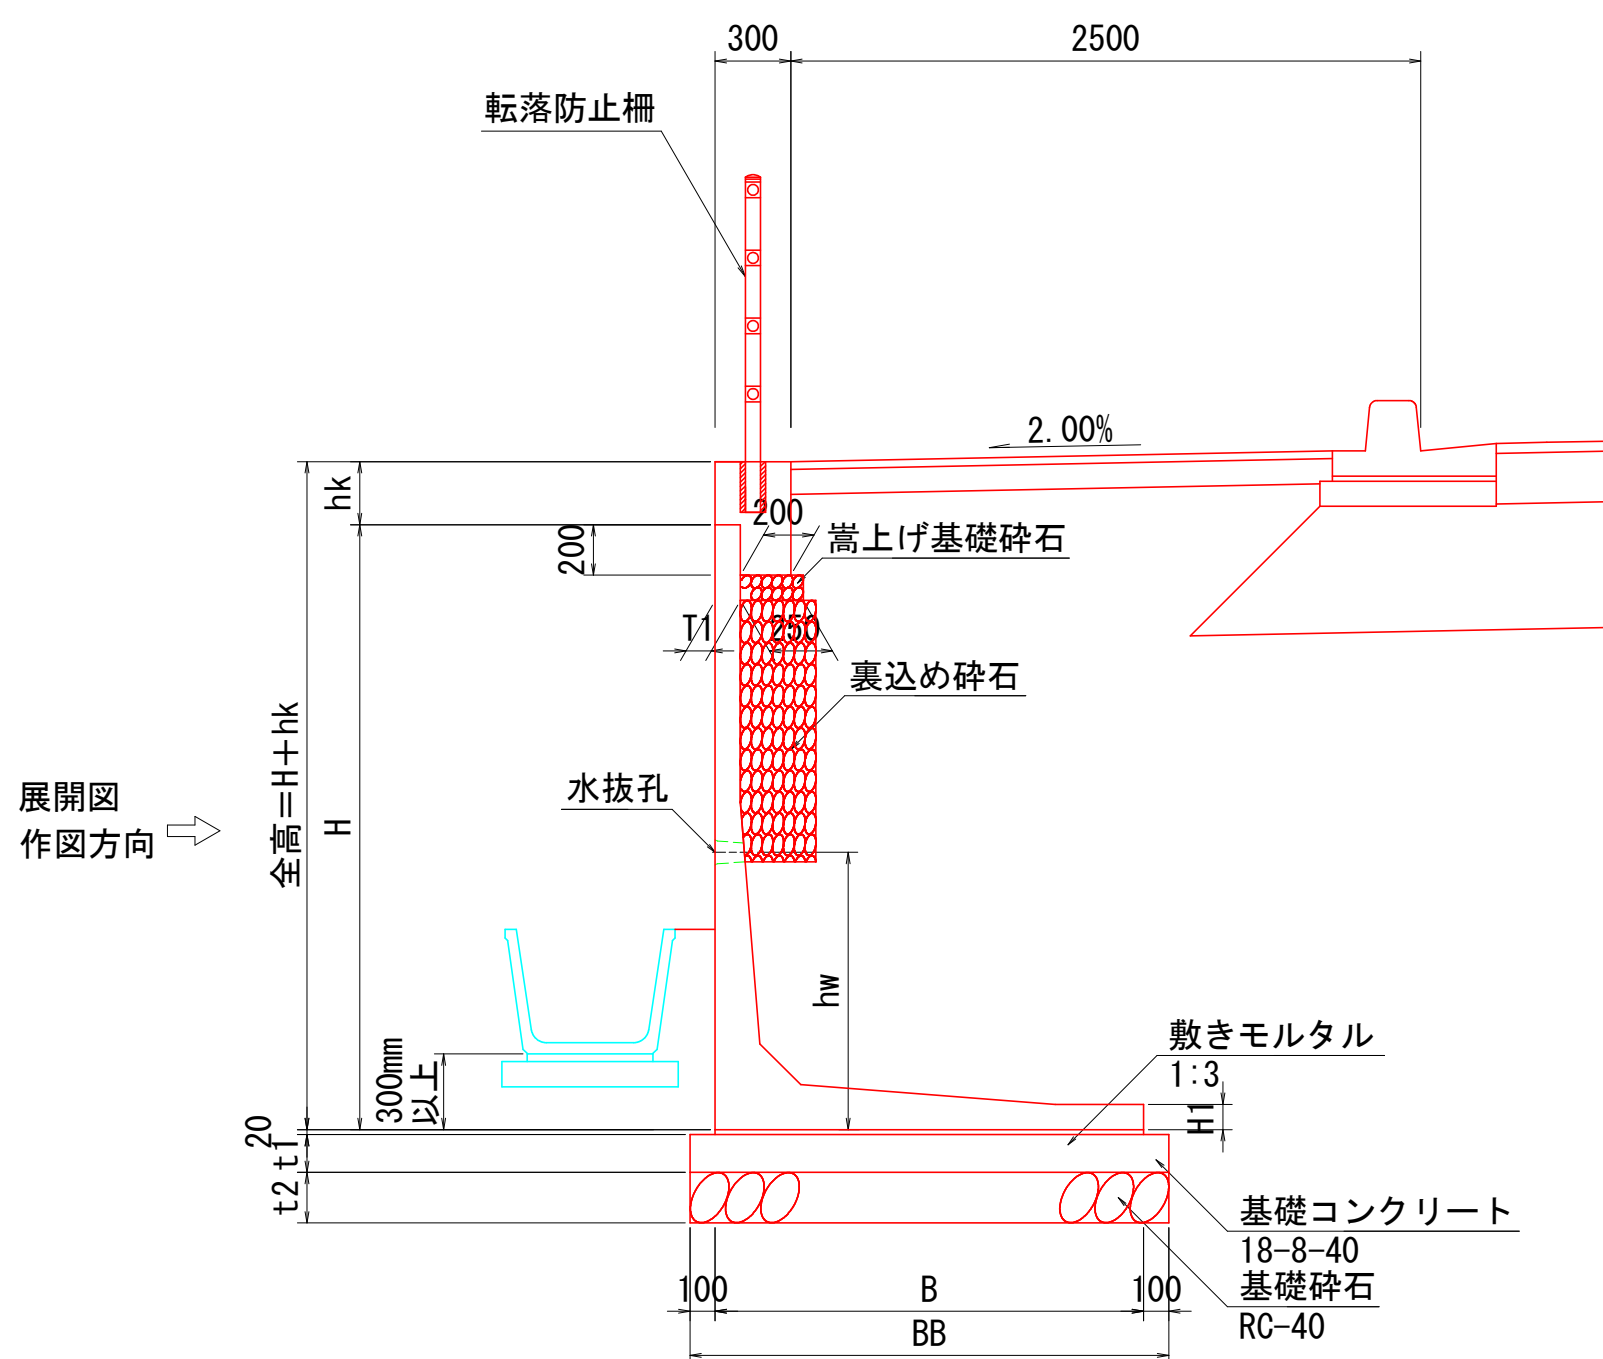 300
2500
転落防止柵
2.00%
hk
200
200
嵩上げ基礎砕石
T1
250
裏込め砕石
全高=H+hk
H
水抜孔
展開図
作図方向
hw
300mm
以上
敷きモルタル
1:3
H1
20
t1
t2
基礎コンクリート
18-8-40
基礎砕石
RC-40
100
B
100
BB